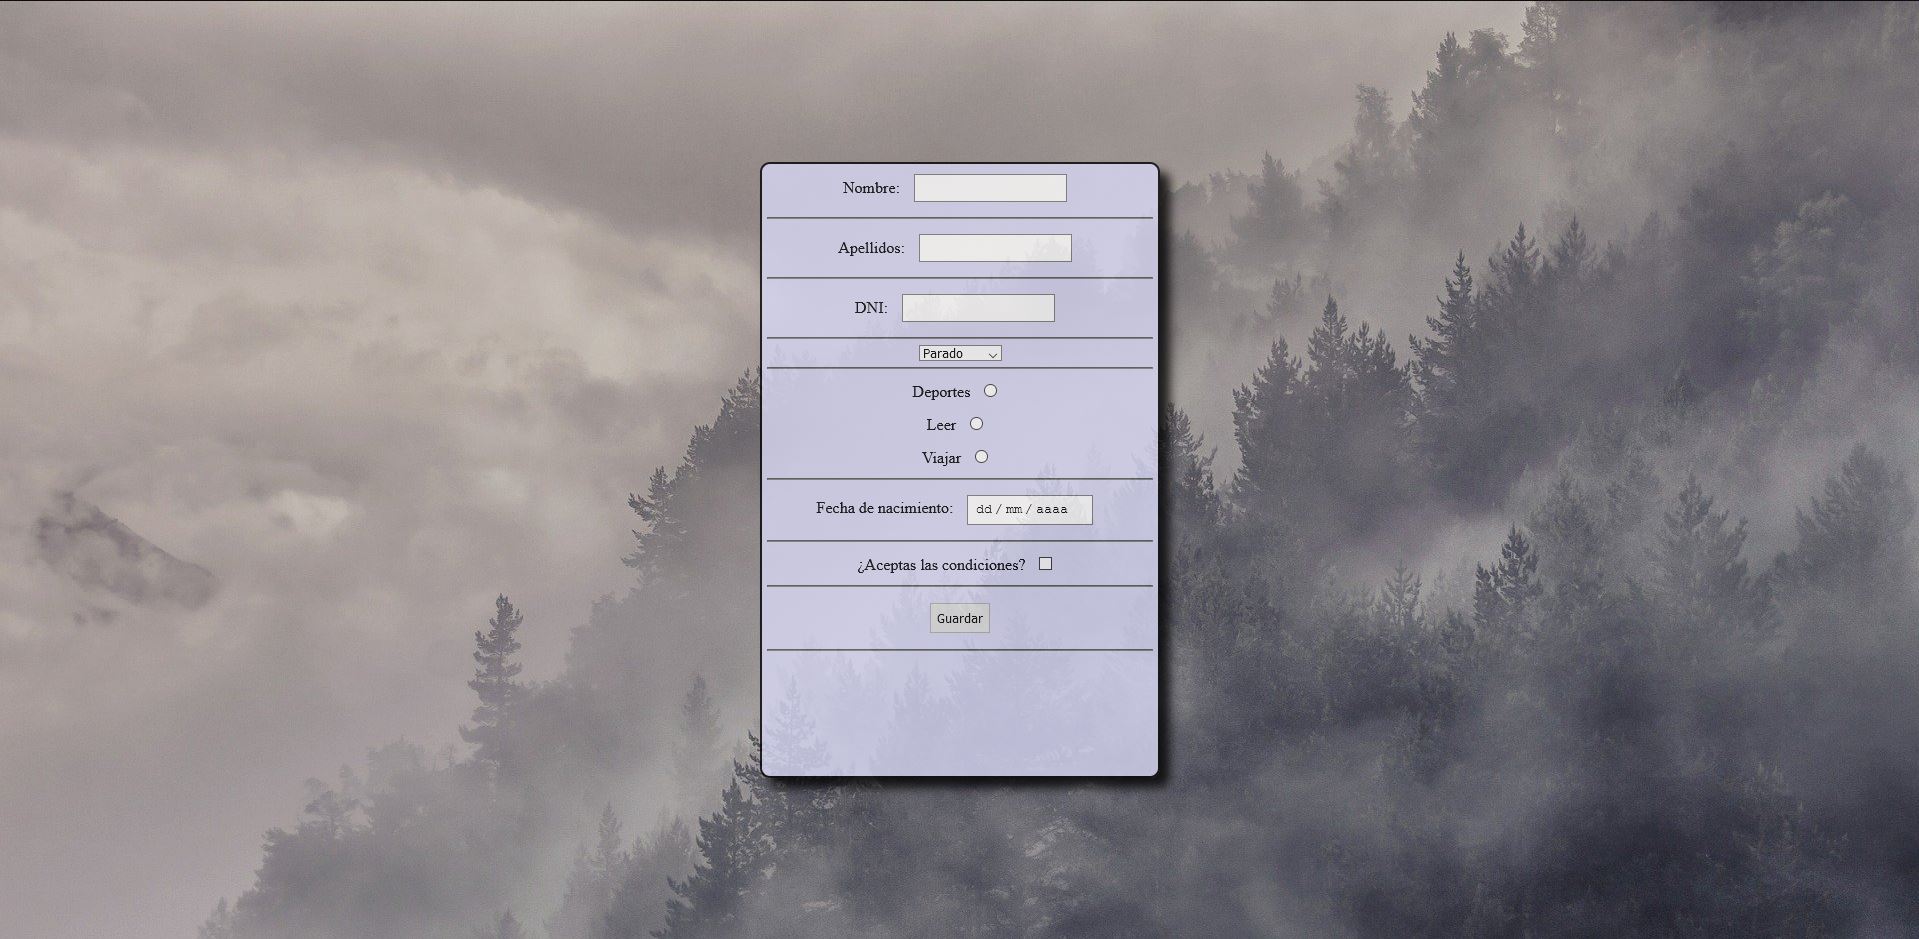 Nombre:
Apellidos:
DNI:
Parado
Deportes
Leer
Viajar
Fecha de nacimiento: dd / mm / aaaa
¿Aceptas las condiciones?
Guardar